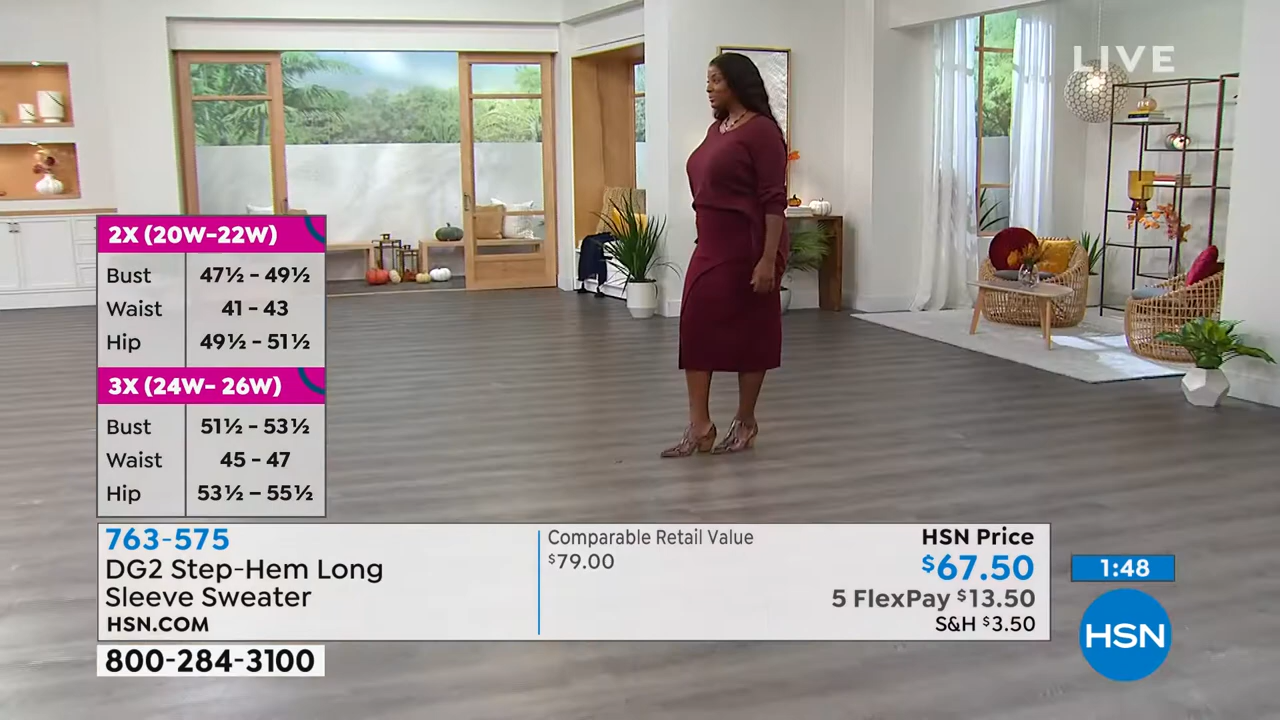 LIVE
2X (20W-22W)
Bust 47½ - 49½
Waist 41 - 43
Hip 49½ - 51½
3X (24W- 26W)
Bust 51½ - 53½
Waist 45 - 47
Hip 53½ - 55½
763-575
DG2 Step-Hem Long
Sleeve Sweater
HSN.COM
Comparable Retail Value
$79.00
HSN Price
$67.50
5 FlexPay $13.50
S&H $3.50
1:48
HSN
800-284-3100